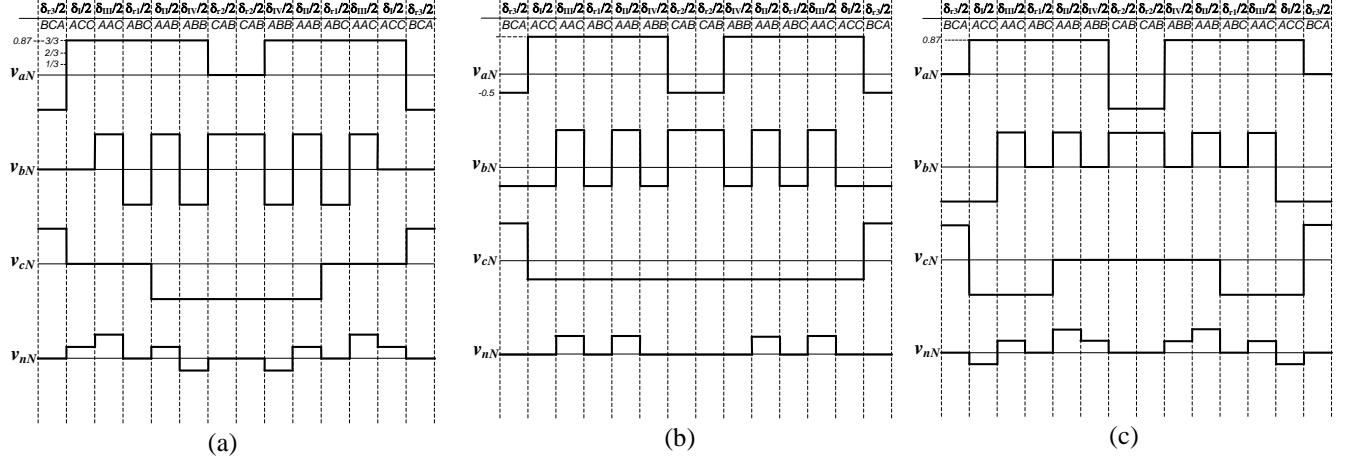 δr3/2 δI/2 δIII/2 δr1/2 δII/2 δIV/2 δr2/2 δr2/2 δIV/2 δII/2 δr1/2 δIII/2 δI/2 δr3/2
BCA ACC AAC ABC AAB ABB CAB CAB ABB AAB ABC AAC ACC BCA
0.87
3/3
2/3
1/3
vaN
vbN
vcN
vnN
(a)
δr3/2 δI/2 δIII/2 δr1/2 δII/2 δIV/2 δr2/2 δr2/2 δIV/2 δII/2 δr1/2 δIII/2 δI/2 δr3/2
BCA ACC AAC ABC AAB ABB CAB CAB ABB AAB ABC AAC ACC BCA
vaN
-0.5
vbN
vcN
vnN
(b)
δr3/2 δI/2 δIII/2 δr1/2 δII/2 δIV/2 δr2/2 δr2/2 δIV/2 δII/2 δr1/2 δIII/2 δI/2 δr3/2
BCA ACC AAC ABC AAB ABB CAB CAB ABB AAB ABC AAC ACC BCA
0.87
vaN
vbN
vcN
vnN
(c)